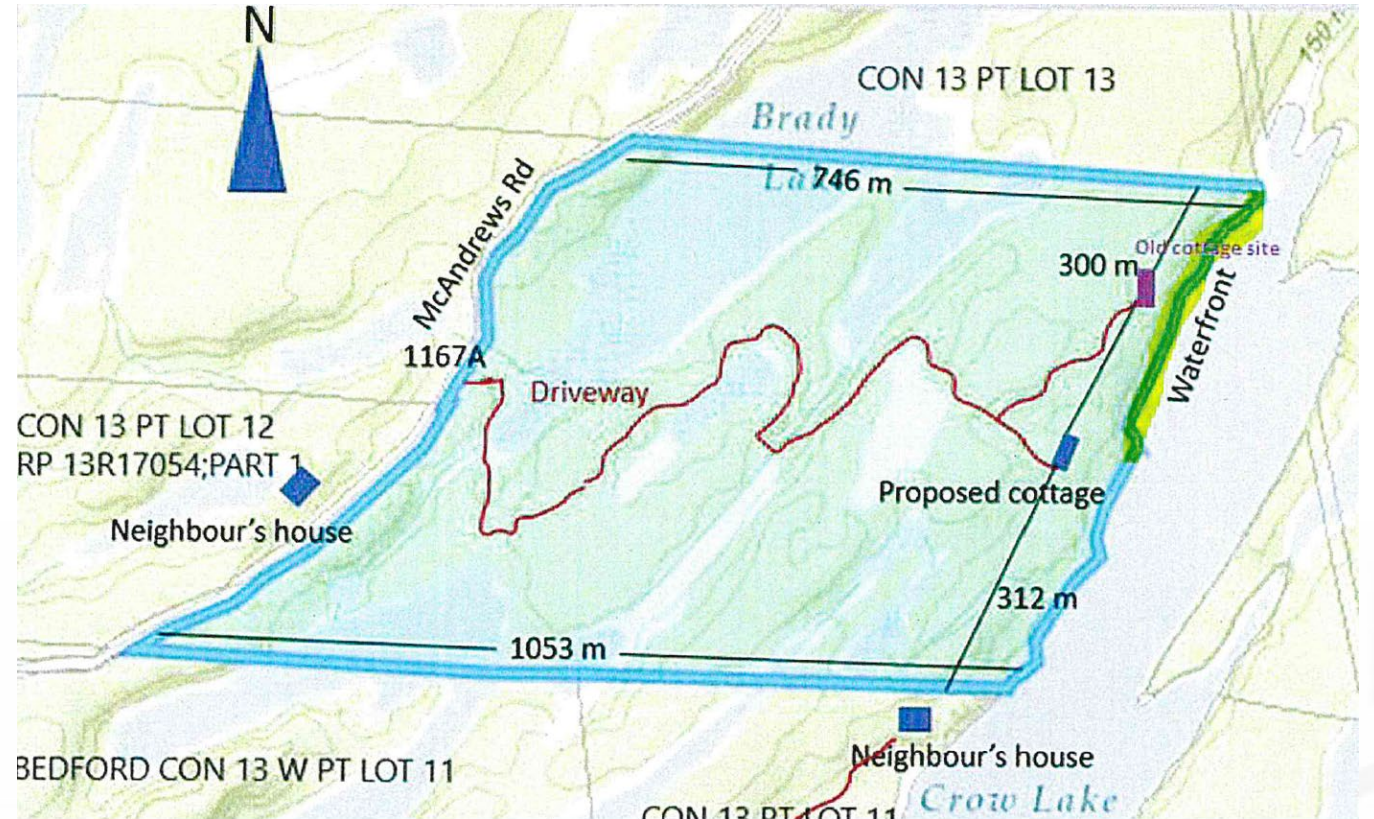 N
CON 13 PT LOT 13
Brady
746 m
McAndrews Rd
Old cottage site
300 m
Waterfront
1167A
Driveway
CON 13 PT LOT 12
RP 13R17054;PART 1
Proposed cottage
Neighbour's house
312 m
1053 m
Neighbour's house
BEDFORD CON 13 W PT LOT 11
Crow Lake
CON 13 PT LOT 11